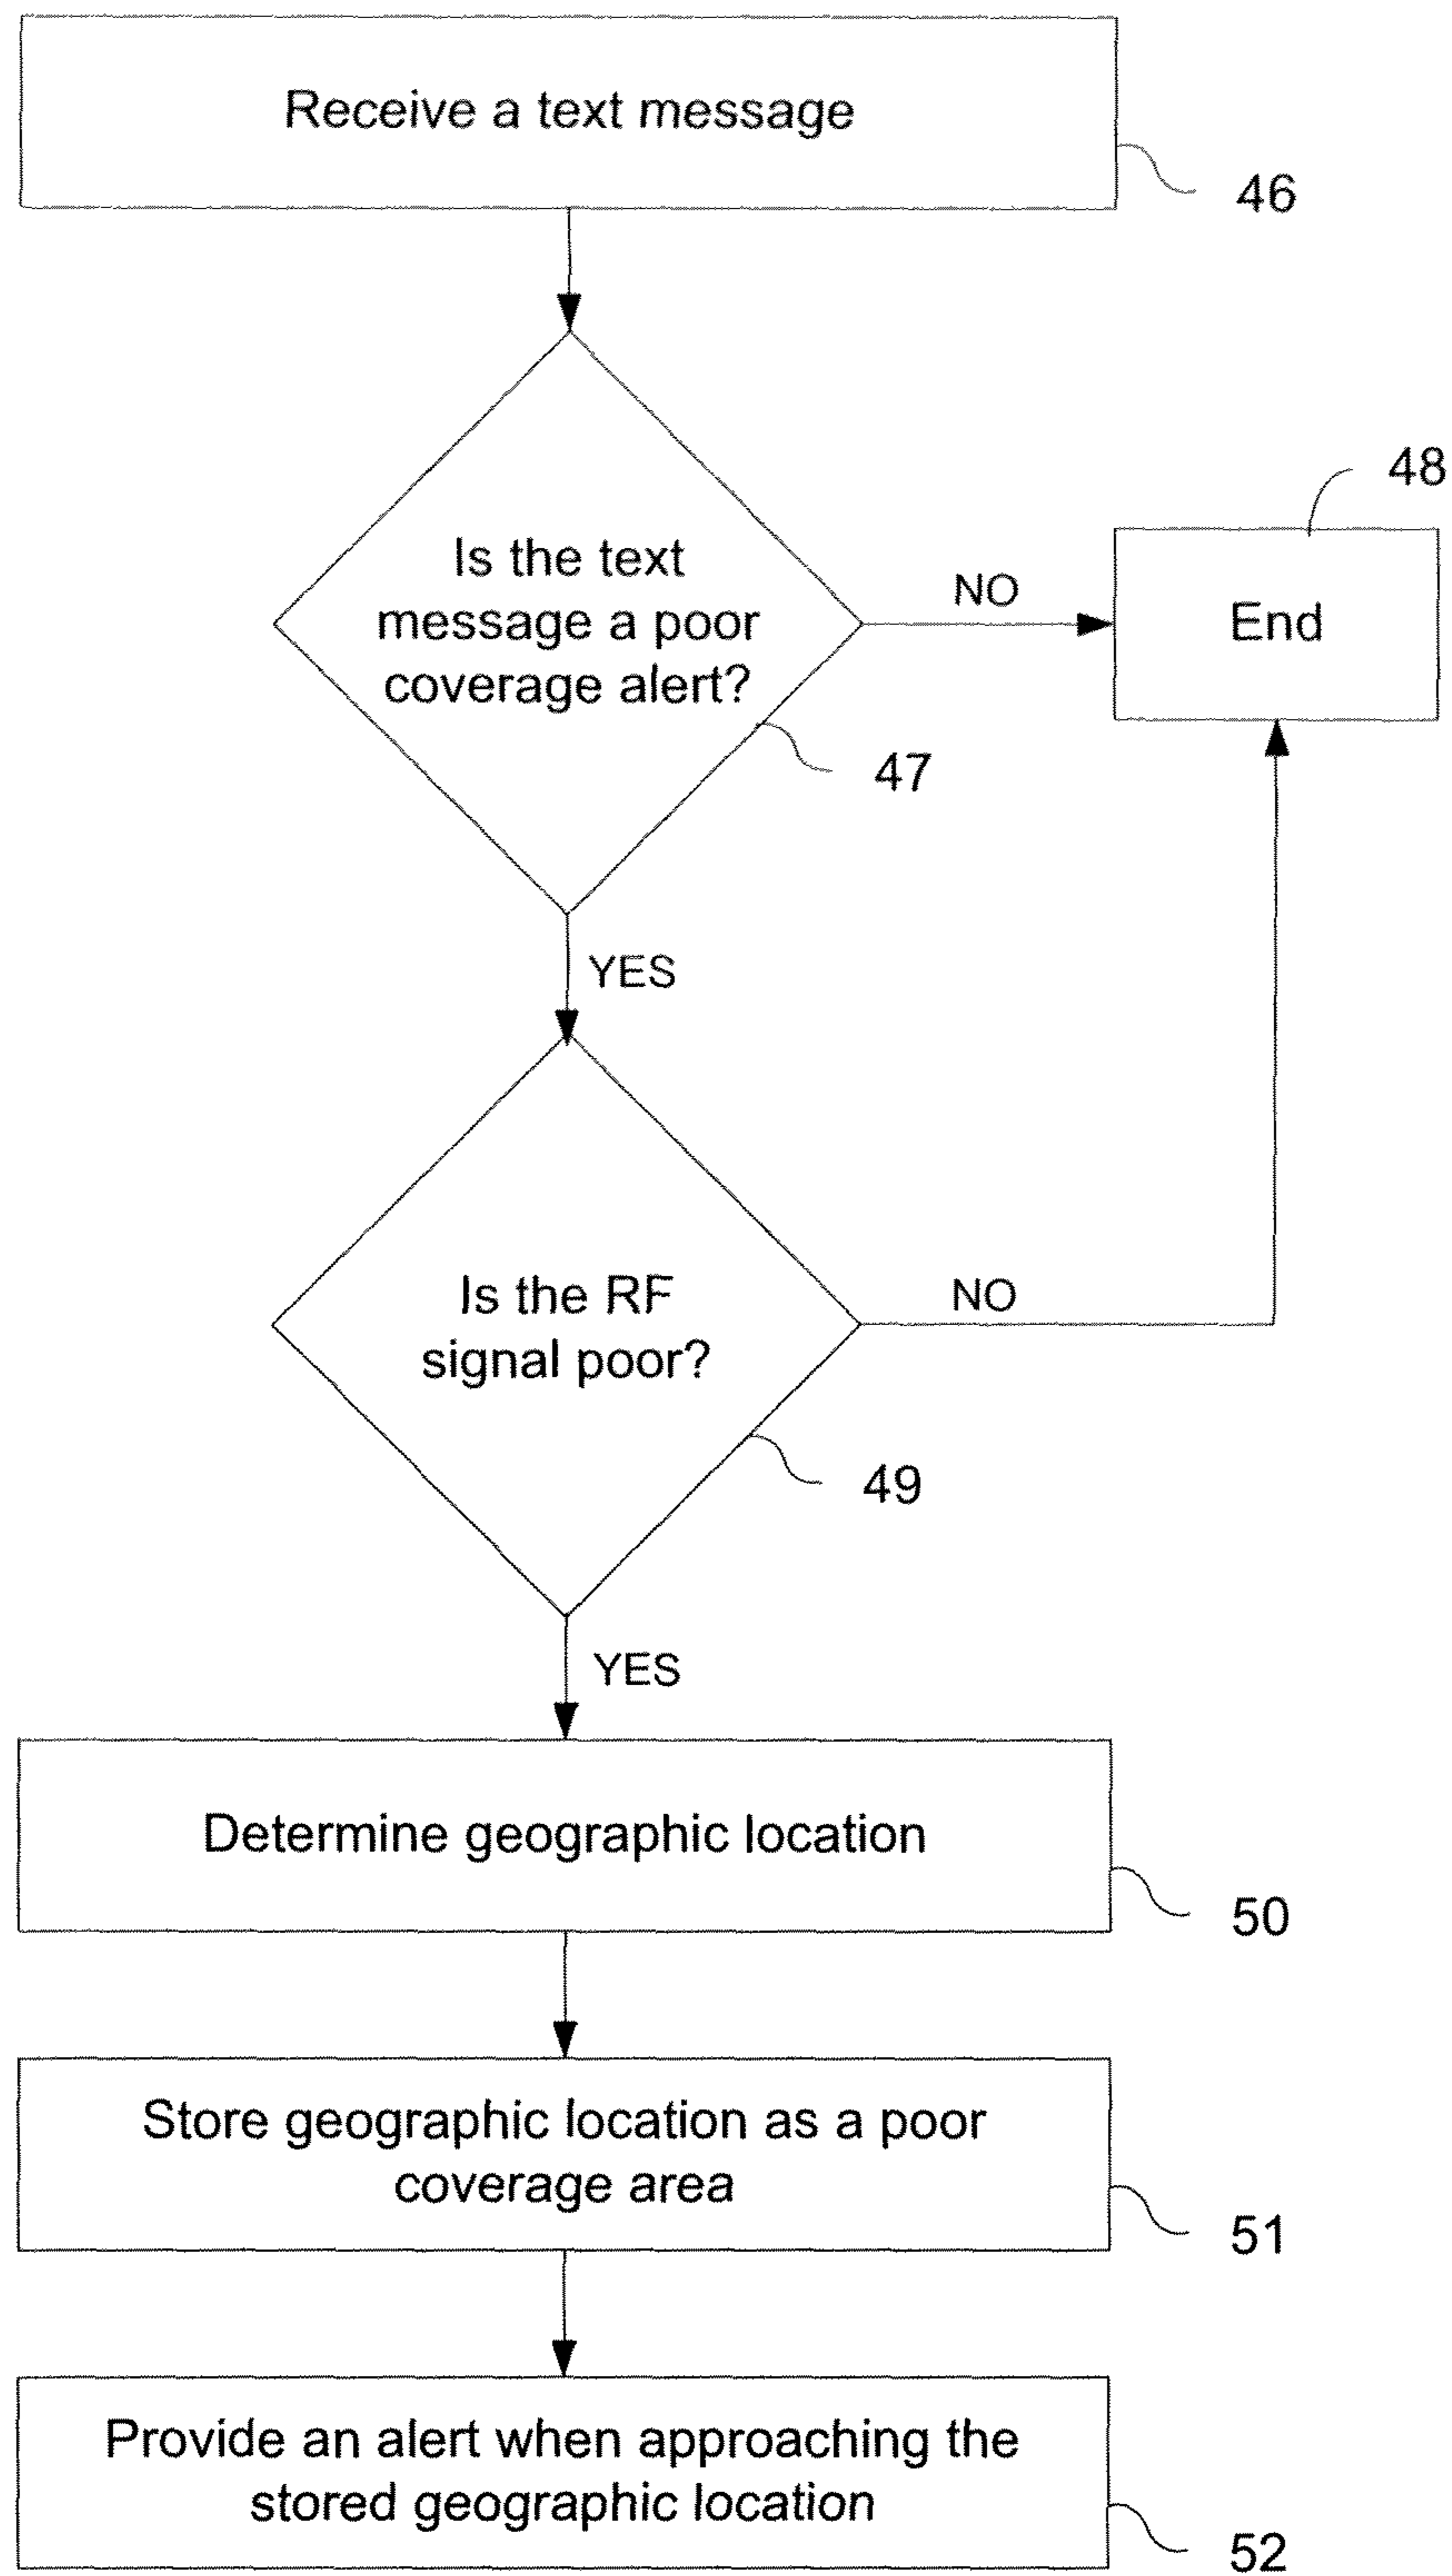 Receive a text message
46
Is the text
message a poor
coverage alert?
47
NO
48
End
YES
Is the RF
signal poor?
49
NO
YES
Determine geographic location
50
Store geographic location as a poor
coverage area
51
Provide an alert when approaching the
stored geographic location
52